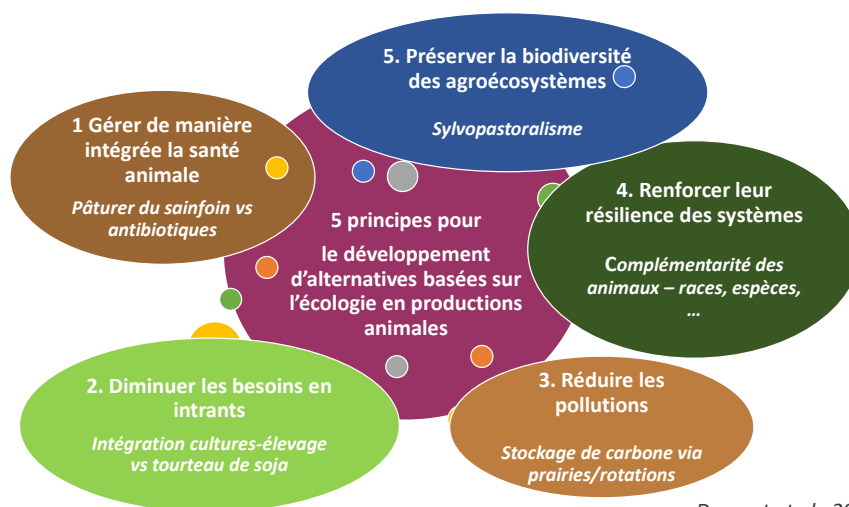 5. Préserver la biodiversité
des agroécosystèmes
Sylvopastoralisme
1 Gérer de manière
intégrée la santé
animale
Pâturer du sainfoin vs
antibiotiques
4. Renforcer leur
résilience des systèmes
Complémentarité des
animaux – races, espèces,
...
5 principes pour
le développement
d'alternatives basées sur
l'écologie en productions
animales
2. Diminuer les besoins en
intrants
Intégration cultures-élevage
vs tourteau de soja
3. Réduire les
pollutions
Stockage de carbone via
prairies/rotations